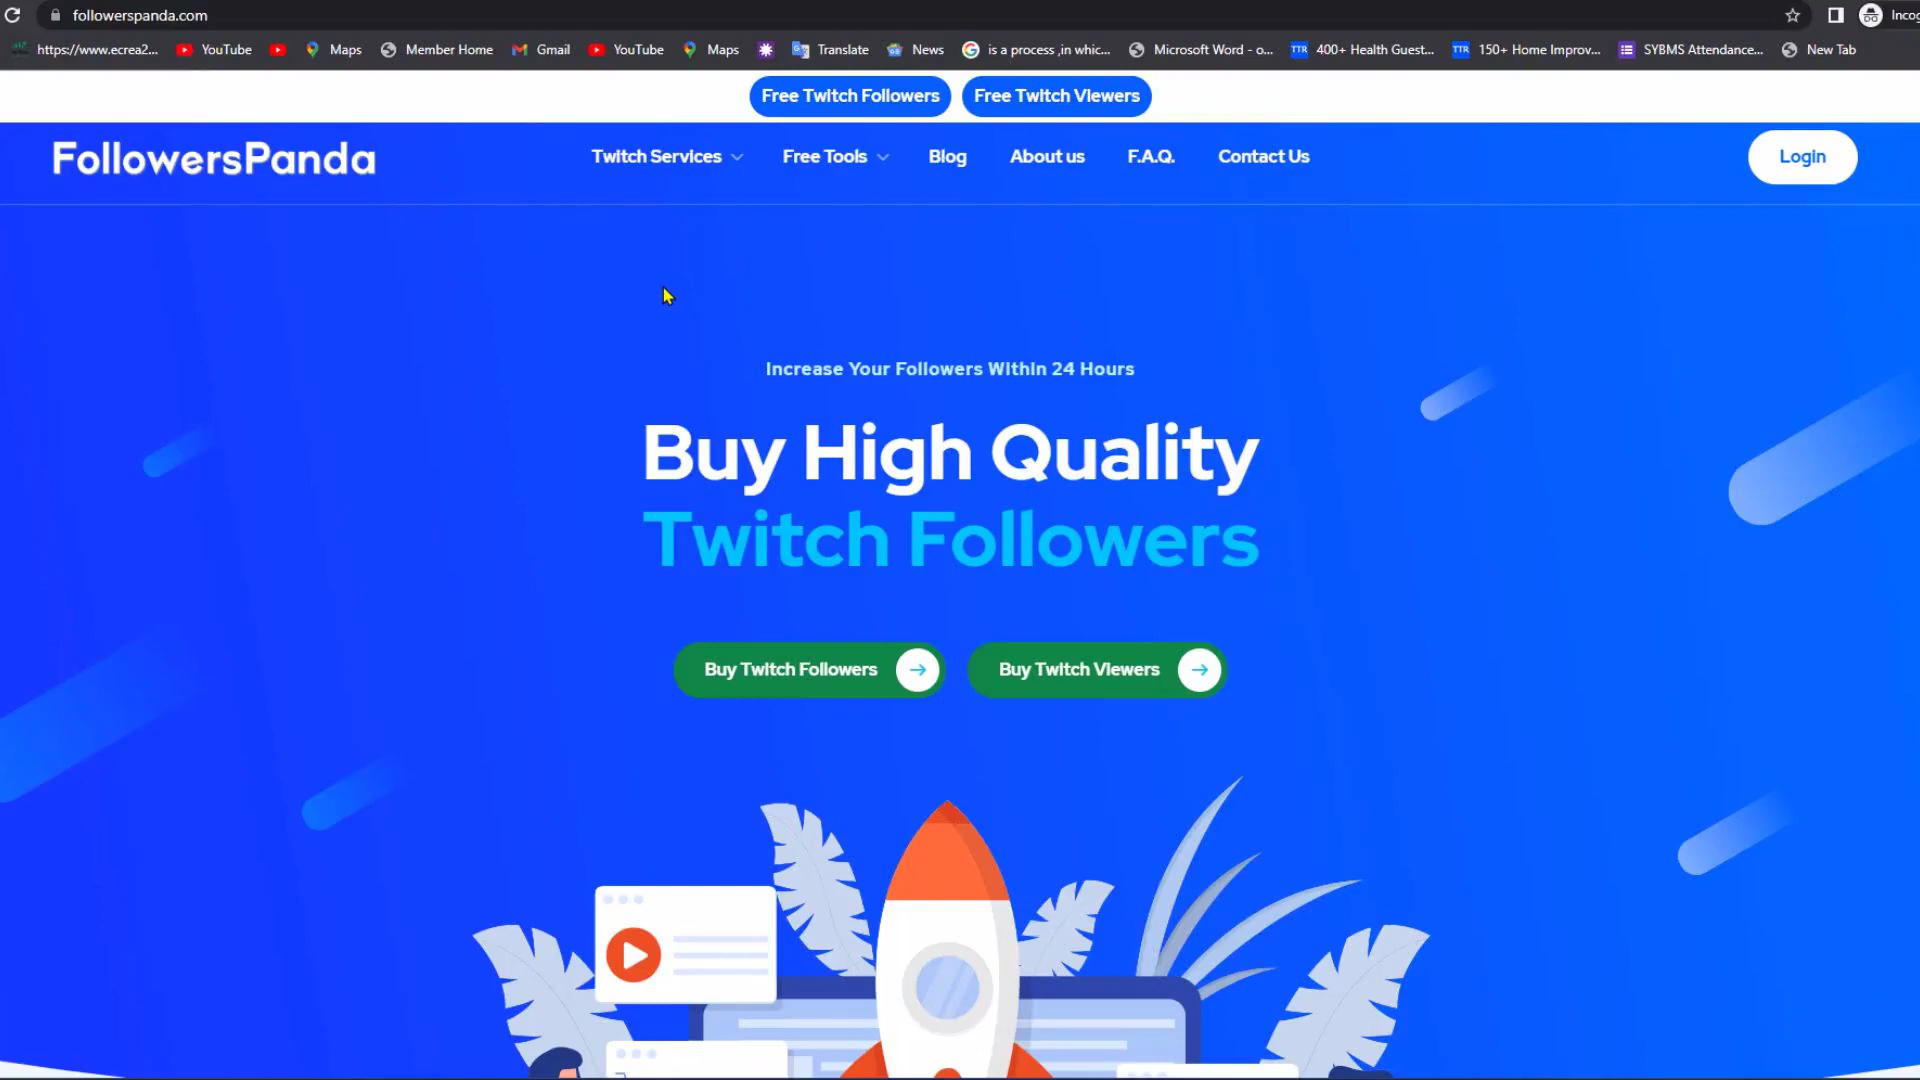 followerspanda.com
Incog
https://www.ecrea2... YouTube Maps Member Home Gmail YouTube Maps Translate News is a process ,in whic... Microsoft Word - o... TTR 400+ Health Guest... TTR 150+ Home Improv... SYBMS Attendance... New Tab
Free Twitch Followers Free Twitch Viewers
FollowersPanda
Twitch Services Free Tools Blog About us F.A.Q. Contact Us
Login
Increase Your Followers Within 24 Hours
Buy High Quality
Twitch Followers
Buy Twitch Followers Buy Twitch Viewers